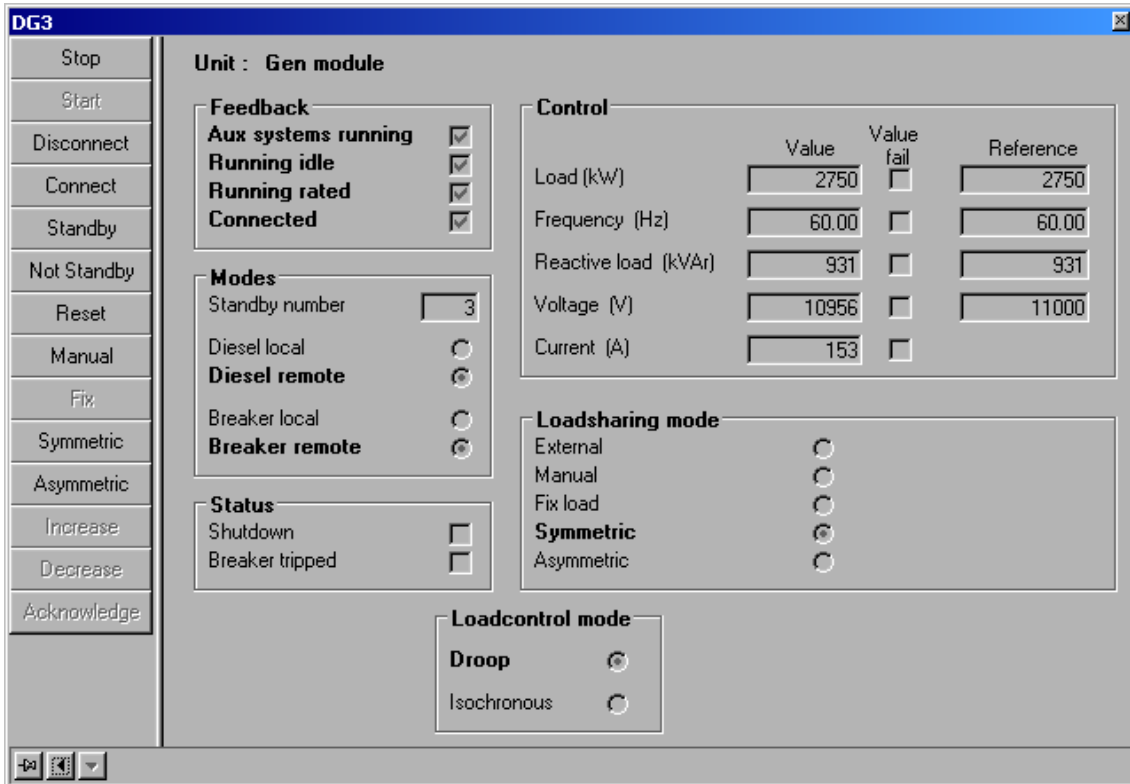 DG3
Stop
Start
Disconnect
Connect
Standby
Not Standby
Reset
Manual
Fix
Symmetric
Asymmetric
Increase
Decrease
Acknowledge
Unit : Gen module
Feedback
Aux systems running
Running idle
Running rated
Connected
Modes
Standby number 3
Diesel local
Diesel remote
Breaker local
Breaker remote
Status
Shutdown
Breaker tripped
Control
Value Value fail Reference
Load (kW) 2750 2750
Frequency (Hz) 60.00 60.00
Reactive load (kVAr) 931 931
Voltage (V) 10956 11000
Current (A) 153
Loadsharing mode
External
Manual
Fix load
Symmetric
Asymmetric
Loadcontrol mode
Droop
Isochronous